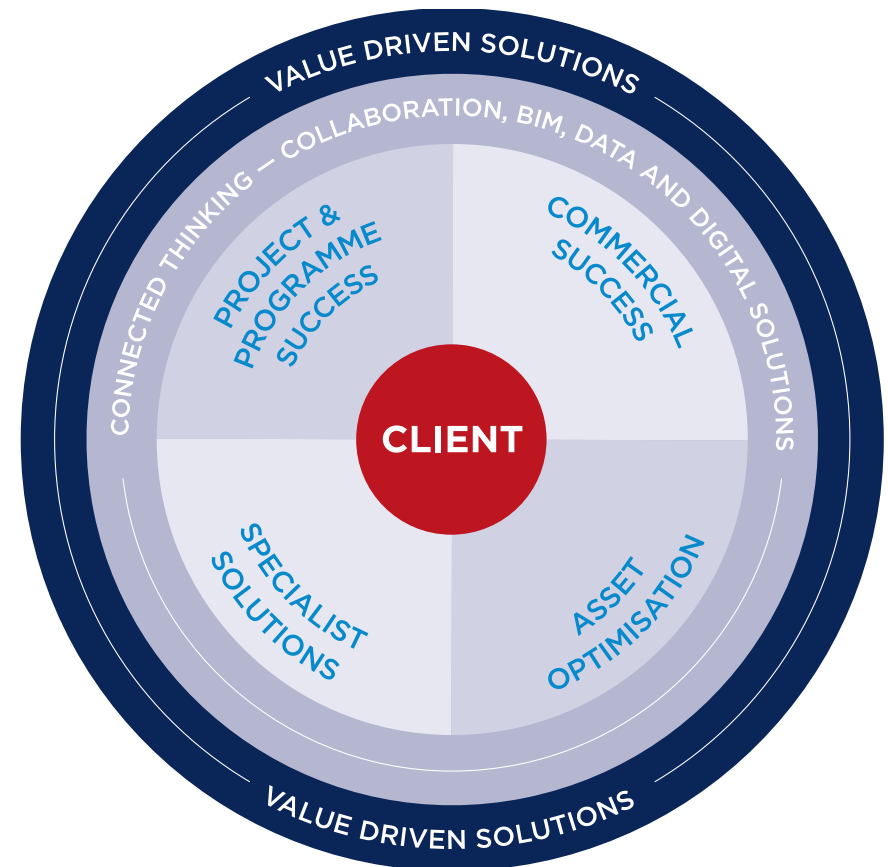 VALUE DRIVEN SOLUTIONS
CONNECTED THINKING — COLLABORATION, BIM, DATA AND DIGITAL SOLUTIONS
PROJECT &
PROGRAMME
SUCCESS
COMMERCIAL
SUCCESS
CLIENT
SPECIALIST
SOLUTIONS
ASSET
OPTIMISATION
VALUE DRIVEN SOLUTIONS